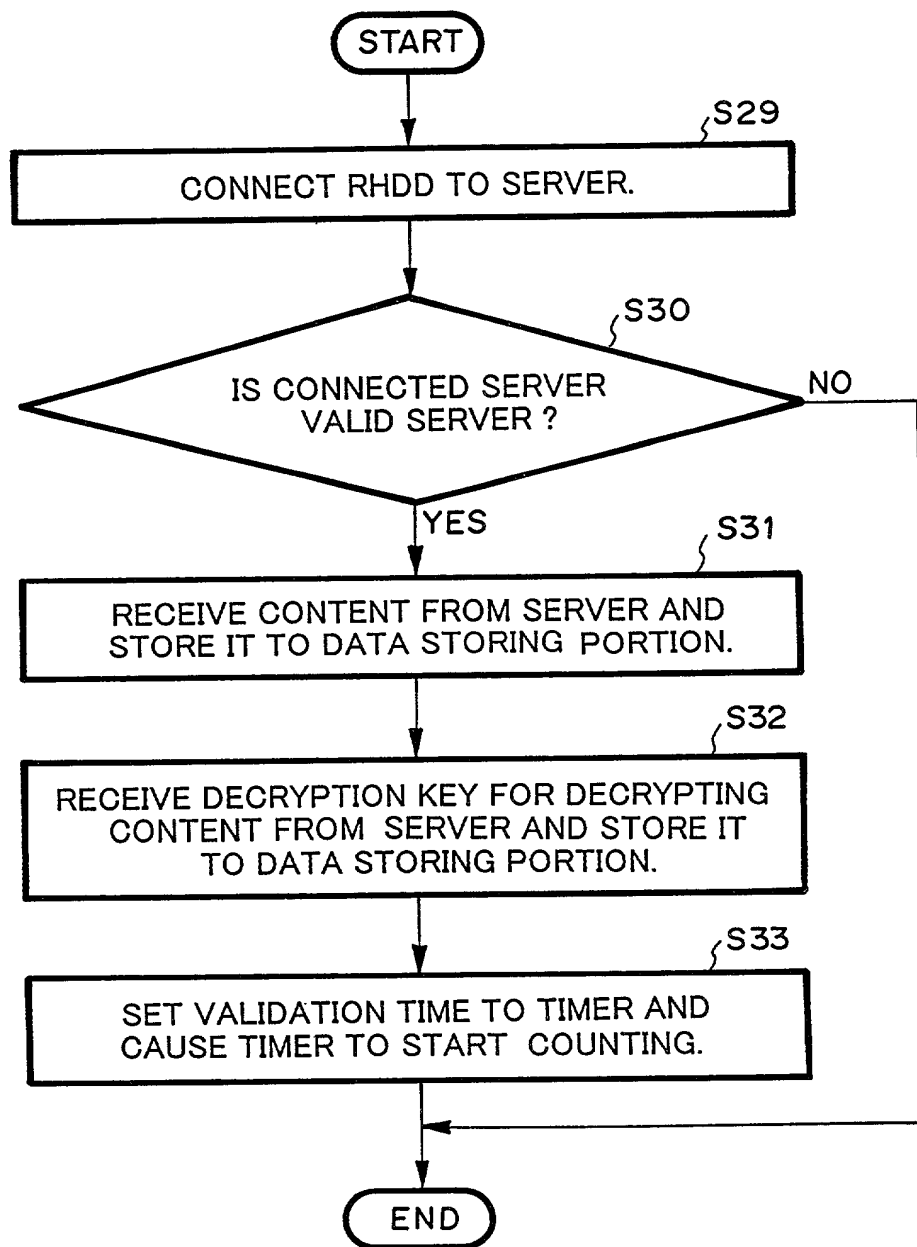 START
S29
CONNECT RHDD TO SERVER.
S30
IS CONNECTED SERVER
VALID SERVER ?
NO
YES
S31
RECEIVE CONTENT FROM SERVER AND
STORE IT TO DATA STORING PORTION.
S32
RECEIVE DECRYPTION KEY FOR DECRYPTING
CONTENT FROM SERVER AND STORE IT
TO DATA STORING PORTION.
S33
SET VALIDATION TIME TO TIMER AND
CAUSE TIMER TO START COUNTING.
END